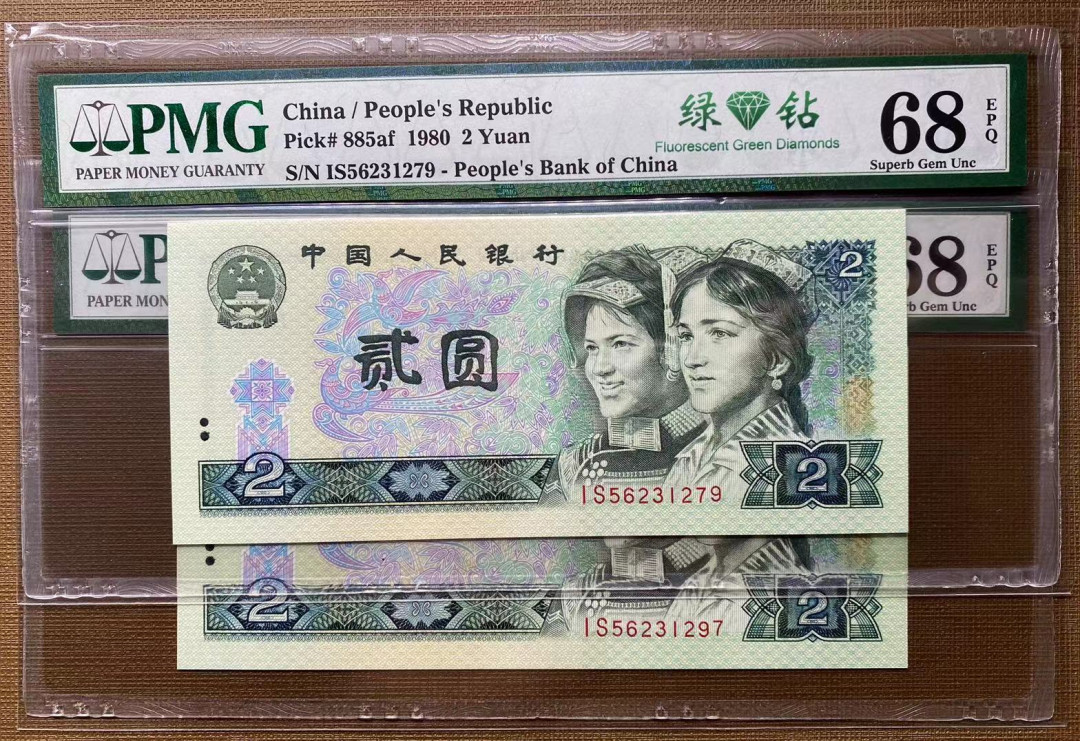 PMG
PAPER MONEY GUARANTY
China / People's Republic
Pick# 885af 1980 2 Yuan
S/N IS56231279 - People's Bank of China
绿 钻
Fluorescent Green Diamonds
68
EPQ
Superb Gem Unc
P
PAPER MON
68
EPQ
b Gem Unc
中国人民银行
2
贰圆
2
IS56231279
2
2
IS56231297
2